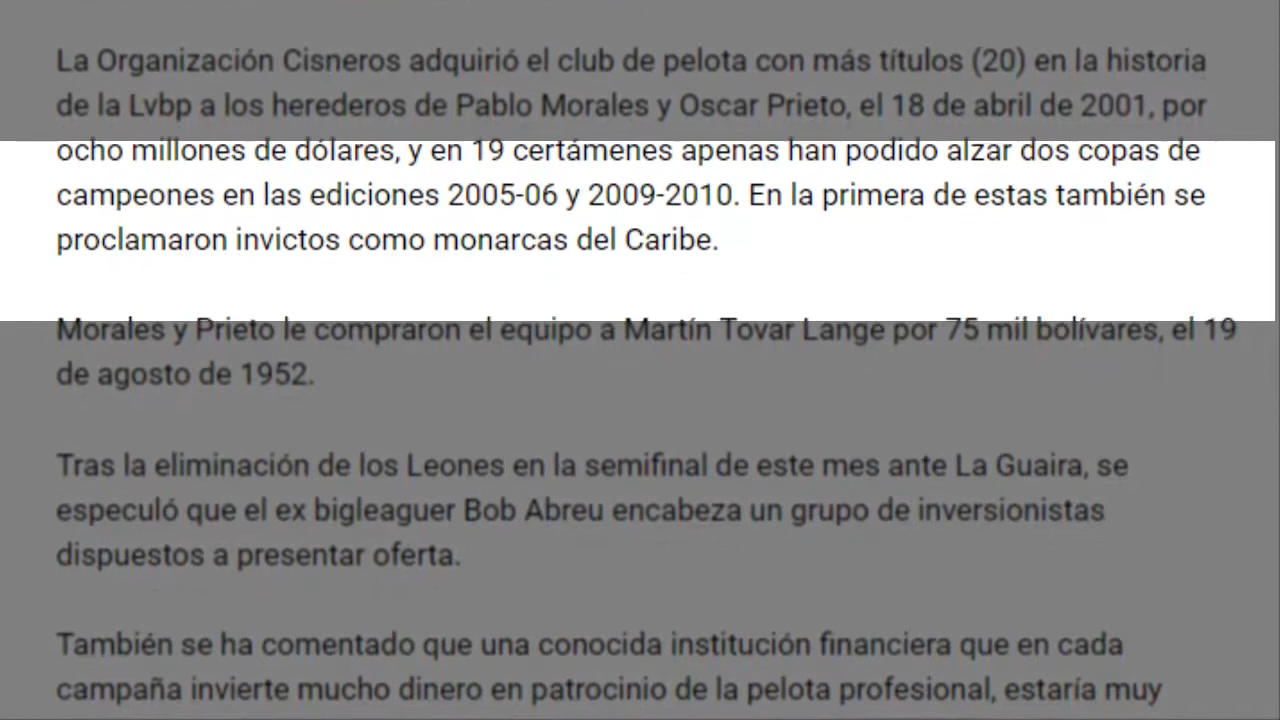 La Organización Cisneros adquirió el club de pelota con más títulos (20) en la historia
de la Lvbp a los herederos de Pablo Morales y Oscar Prieto, el 18 de abril de 2001, por
ocho millones de dólares, y en 19 certámenes apenas han podido alzar dos copas de
campeones en las ediciones 2005-06 y 2009-2010. En la primera de estas también se
proclamaron invictos como monarcas del Caribe.
Morales y Prieto le compraron el equipo a Martín Tovar Lange por 75 mil bolívares, el 19
de agosto de 1952.
Tras la eliminación de los Leones en la semifinal de este mes ante La Guaira, se
especuló que el ex bigleaguer Bob Abreu encabeza un grupo de inversionistas
dispuestos a presentar oferta.
También se ha comentado que una conocida institución financiera que en cada
campaña invierte mucho dinero en patrocinio de la pelota profesional, estaría muy